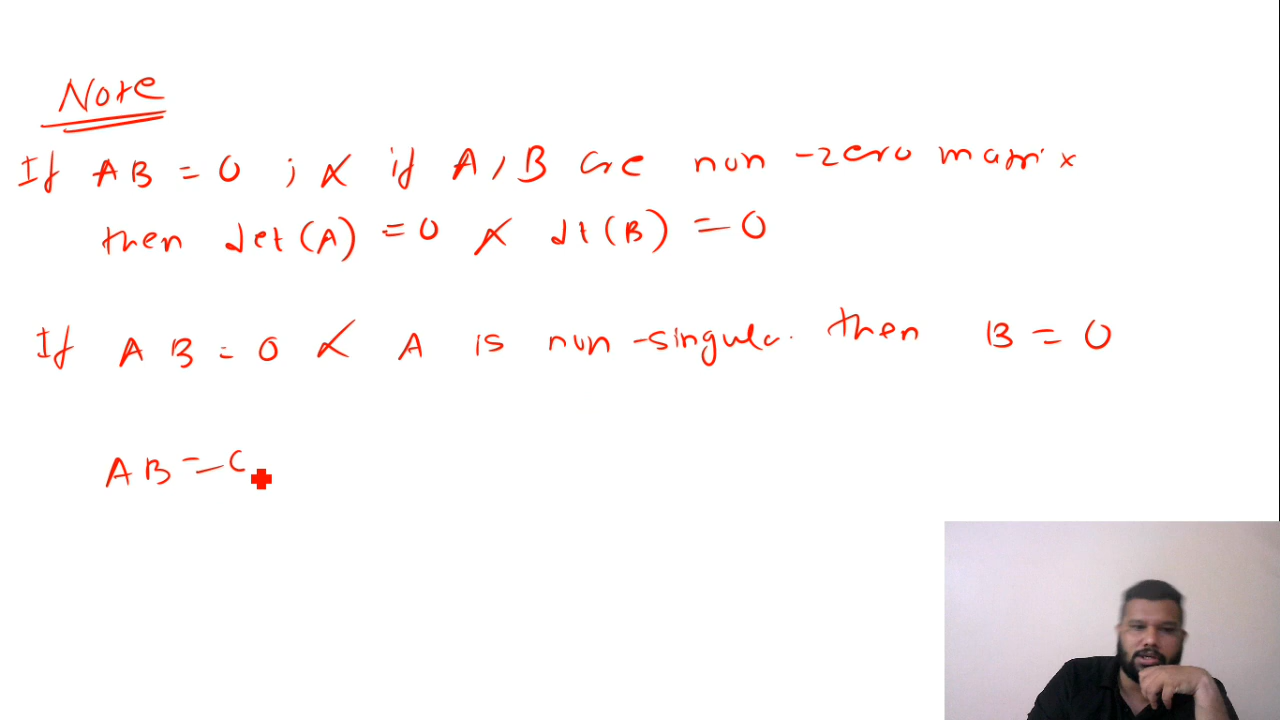 Note
If AB = 0 ; & if A, B are non-zero matrix
then det(A) = 0 & dt(B) = 0
If AB = 0 & A is non-singula. then B = 0
AB = C